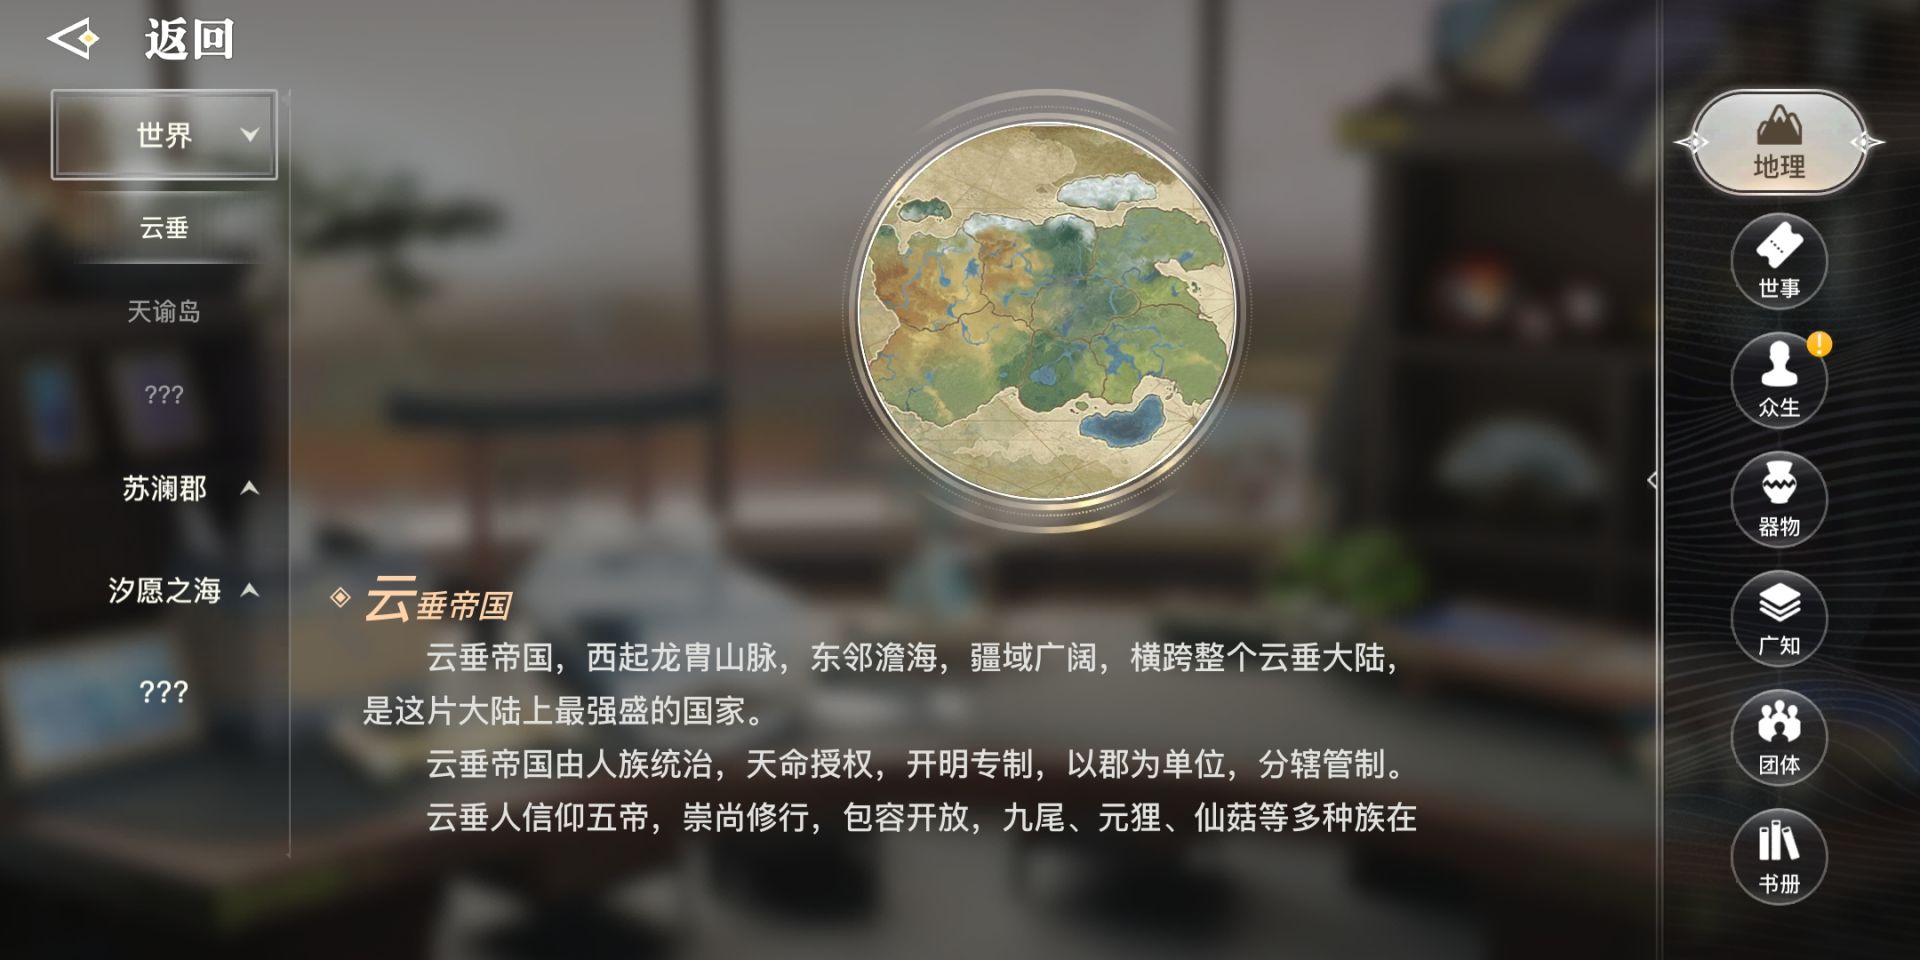 返回
世界
云垂
天谕岛
???
苏澜郡
汐愿之海
???
云垂帝国
云垂帝国，西起龙胄山脉，东邻澹海，疆域广阔，横跨整个云垂大陆，
是这片大陆上最强盛的国家。
云垂帝国由人族统治，天命授权，开明专制，以郡为单位，分辖管制。
云垂人信仰五帝，崇尚修行，包容开放，九尾、元狸、仙菇等多种族在
地理
世事
!
众生
器物
广知
团体
书册